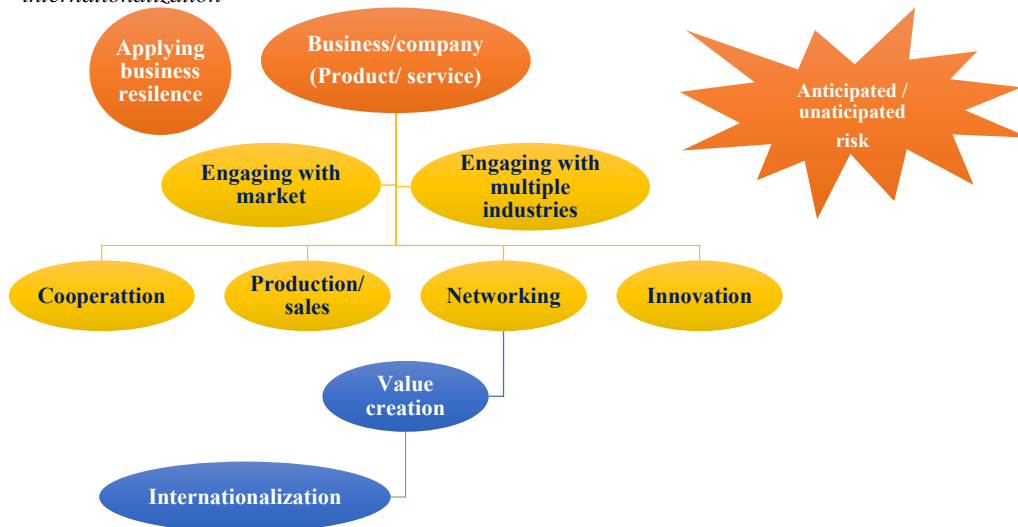 internationalization
Applying
business
resilence
Business/company
(Product/ service)
Anticipated /
unaticipated
risk
Engaging with
market
Engaging with
multiple
industries
Cooperattion
Production/
sales
Networking
Innovation
Value
creation
Internationalization